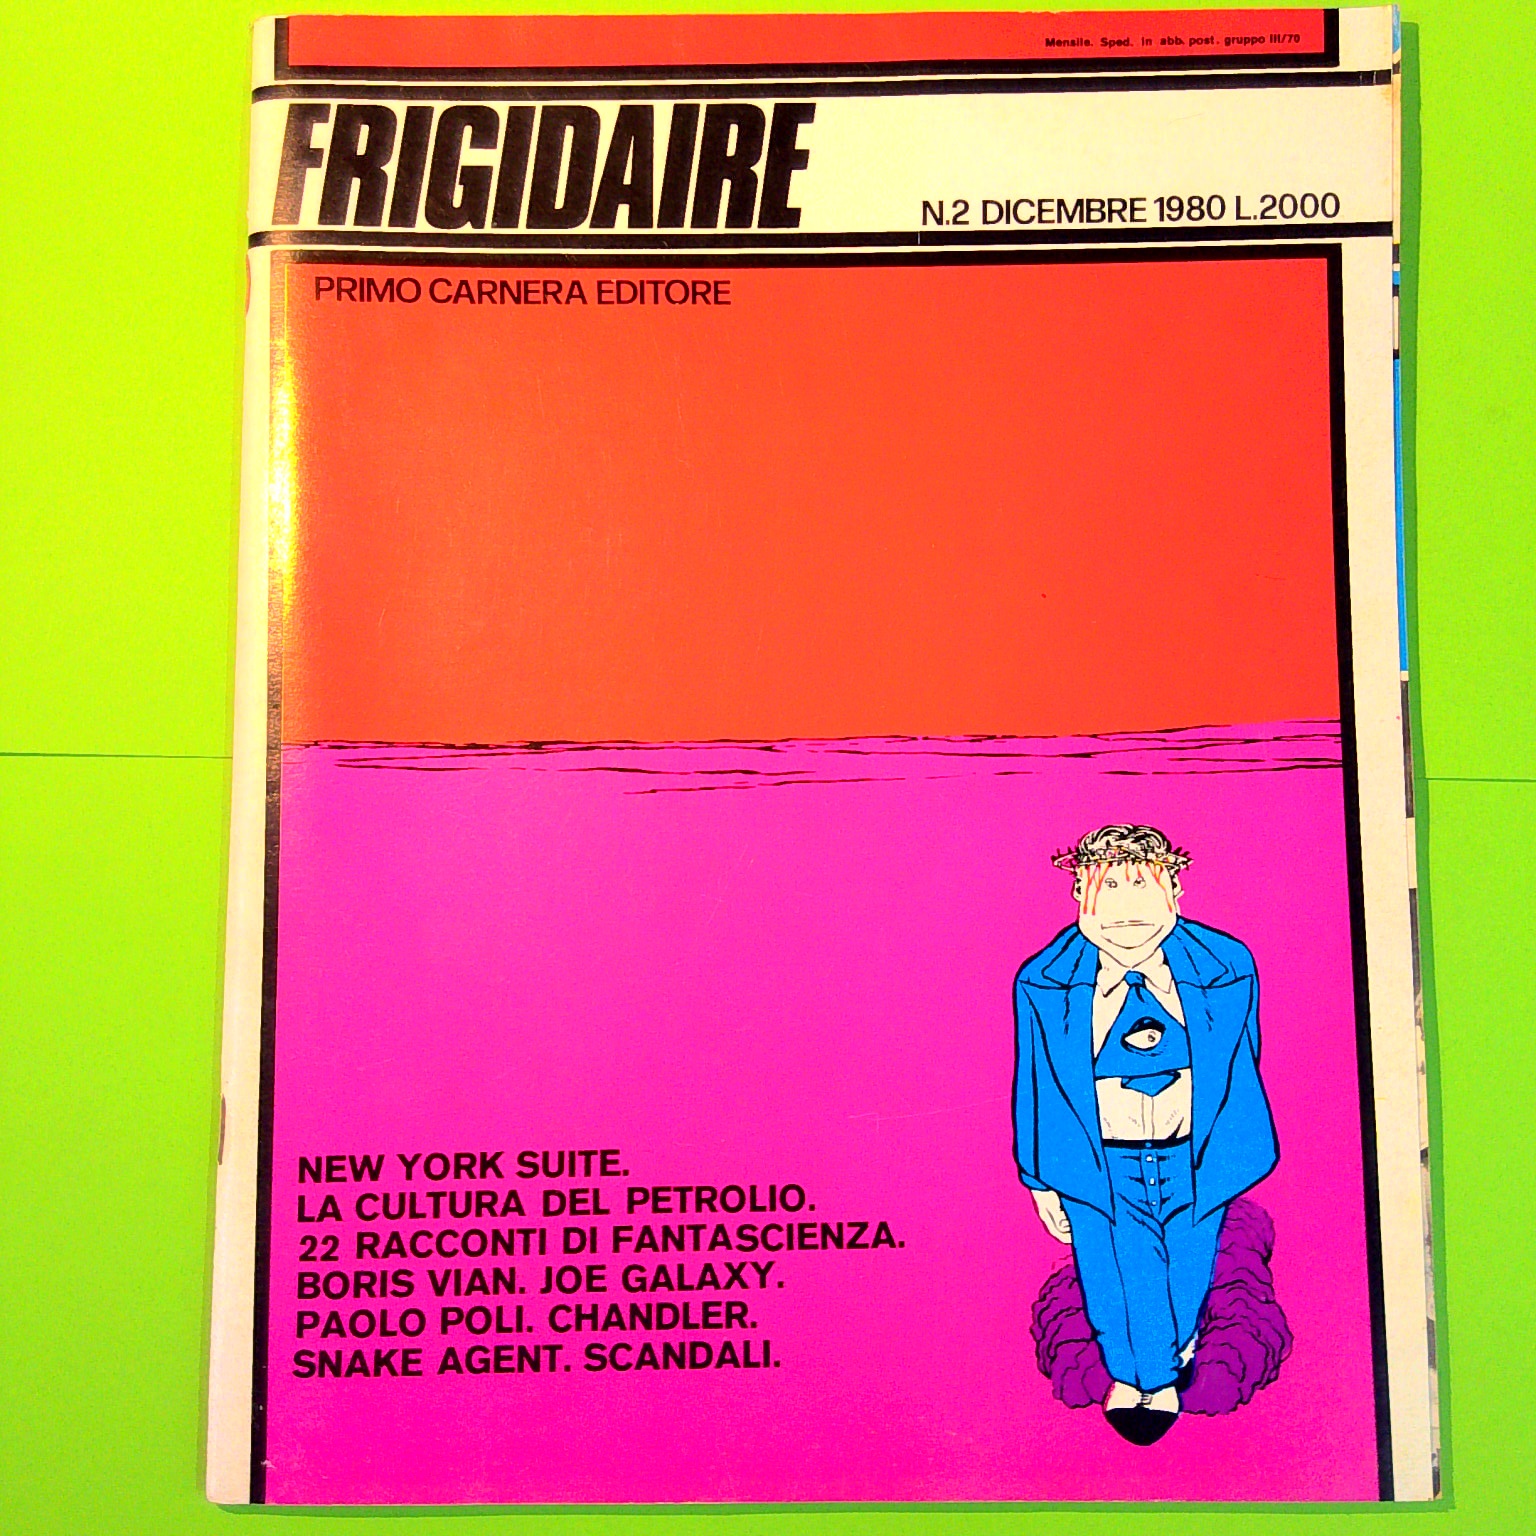 Mensile. Sped. in abb. post. gruppo III/70
FRIGIDAIRE
N.2 DICEMBRE 1980 L.2000
PRIMO CARNERA EDITORE
NEW YORK SUITE.
LA CULTURA DEL PETROLIO.
22 RACCONTI DI FANTASCIENZA.
BORIS VIAN. JOE GALAXY.
PAOLO POLI. CHANDLER.
SNAKE AGENT. SCANDALI.